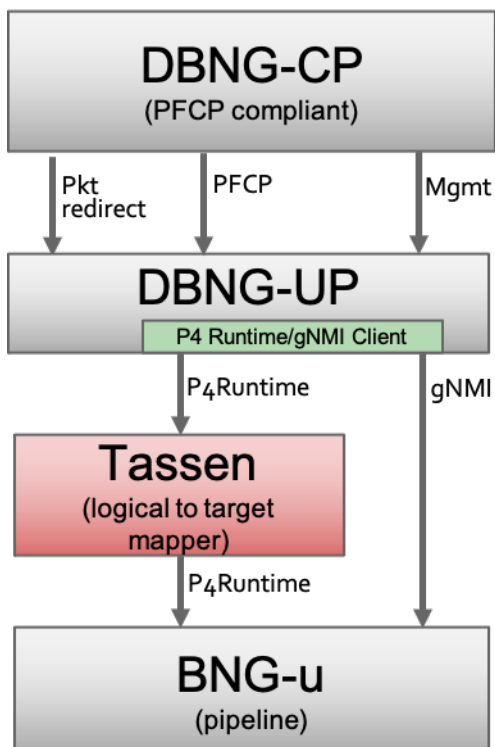 DBNG-CP
(PFCP compliant)
Pkt
redirect
PFCP
Mgmt
DBNG-UP
P4 Runtime/gNMI Client
P4Runtime
gNMI
Tassen
(logical to target
mapper)
P4Runtime
BNG-u
(pipeline)